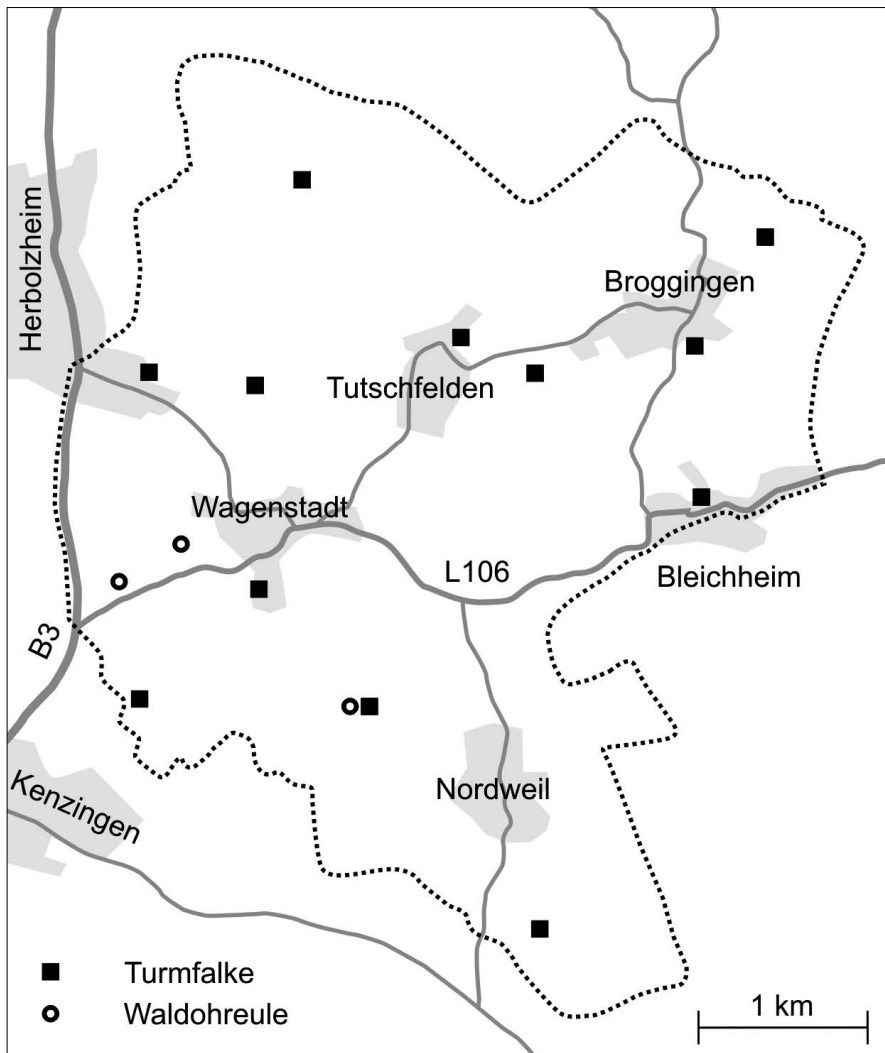 Herbolzheim
Broggingen
Tutschfelden
Wagenstadt
L106
Bleichheim
B3
Nordweil
Kenzingen
Turmfalke
Waldohreule
1 km